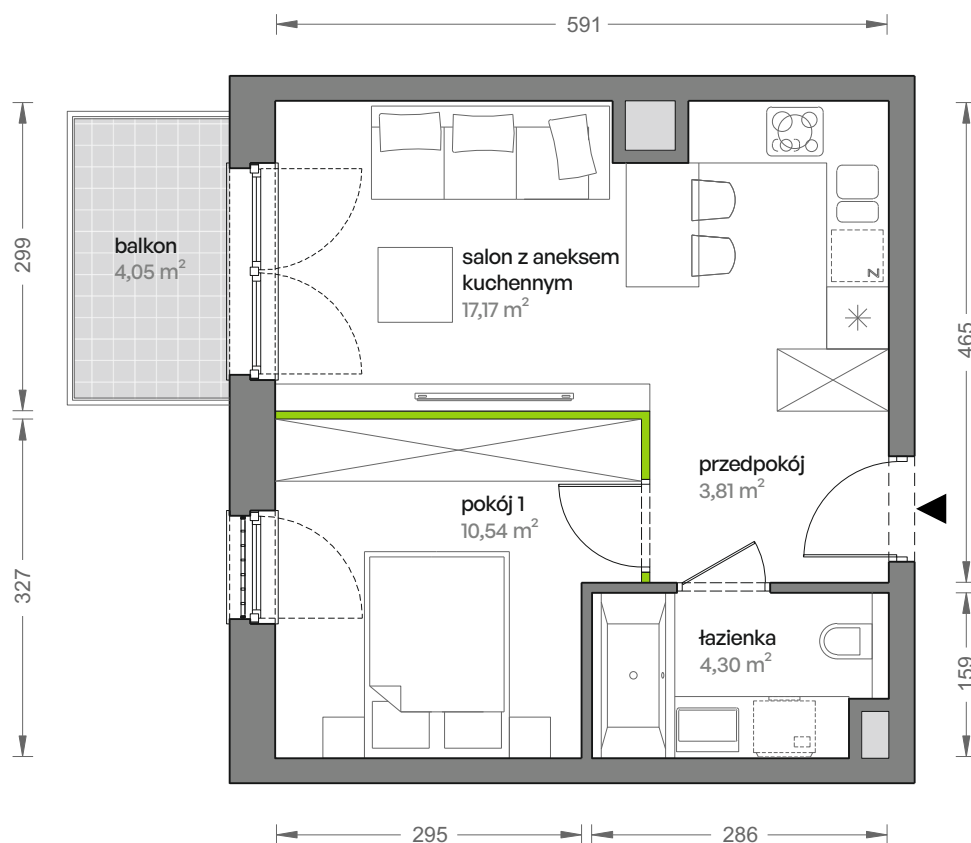 591
balkon
4,05 m²
299
salon z aneksem
kuchennym
17,17 m²
z
465
przedpokój
3,81 m²
pokój 1
10,54 m²
327
łazienka
4,30 m²
159
295
286